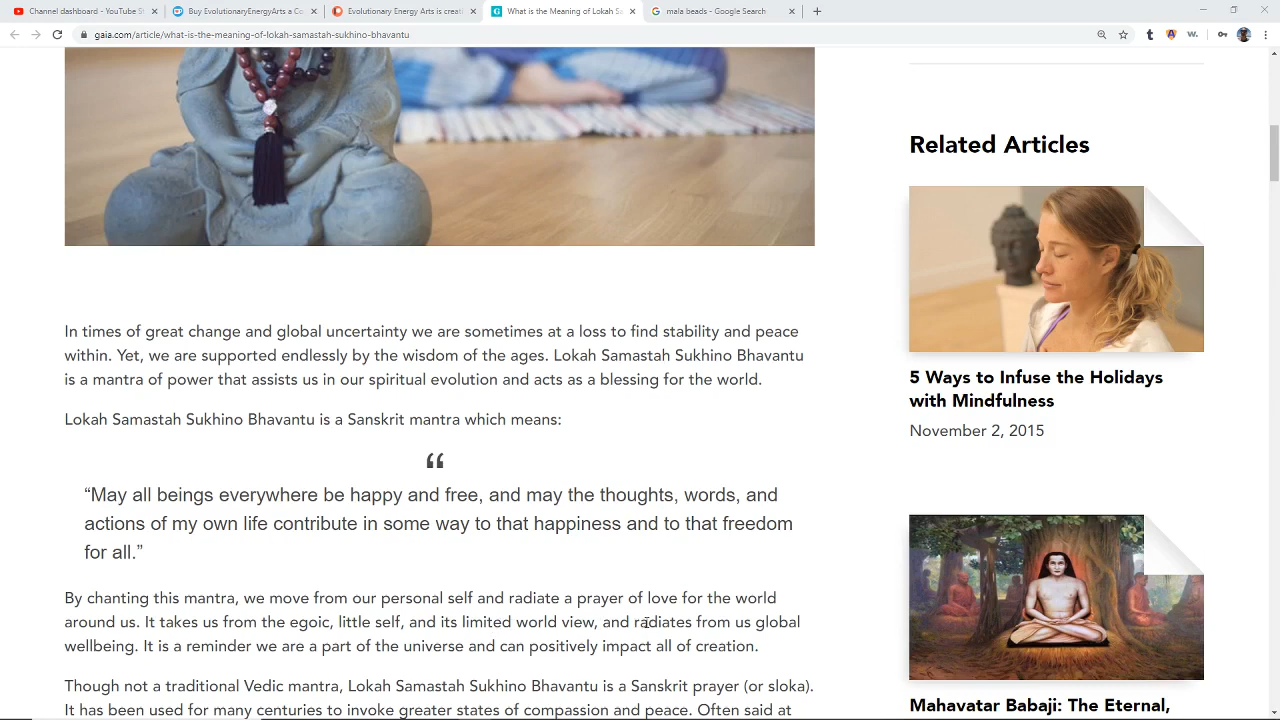 Channel dashboard - YouTube S
Buy EvolutionaryEnergyArts a Co
Evolutionary Energy Arts is creat
What is the Meaning of Lokah Sa
mala beads - Google Search
gaia.com/article/what-is-the-meaning-of-lokah-samastah-sukhino-bhavantu
In times of great change and global uncertainty we are sometimes at a loss to find stability and peace
within. Yet, we are supported endlessly by the wisdom of the ages. Lokah Samastah Sukhino Bhavantu
is a mantra of power that assists us in our spiritual evolution and acts as a blessing for the world.
Lokah Samastah Sukhino Bhavantu is a Sanskrit mantra which means:
“
“May all beings everywhere be happy and free, and may the thoughts, words, and
actions of my own life contribute in some way to that happiness and to that freedom
for all.”
By chanting this mantra, we move from our personal self and radiate a prayer of love for the world
around us. It takes us from the egoic, little self, and its limited world view, and radiates from us global
wellbeing. It is a reminder we are a part of the universe and can positively impact all of creation.
Though not a traditional Vedic mantra, Lokah Samastah Sukhino Bhavantu is a Sanskrit prayer (or sloka).
It has been used for many centuries to invoke greater states of compassion and peace. Often said at
Related Articles
5 Ways to Infuse the Holidays
with Mindfulness
November 2, 2015
Mahavatar Babaji: The Eternal,